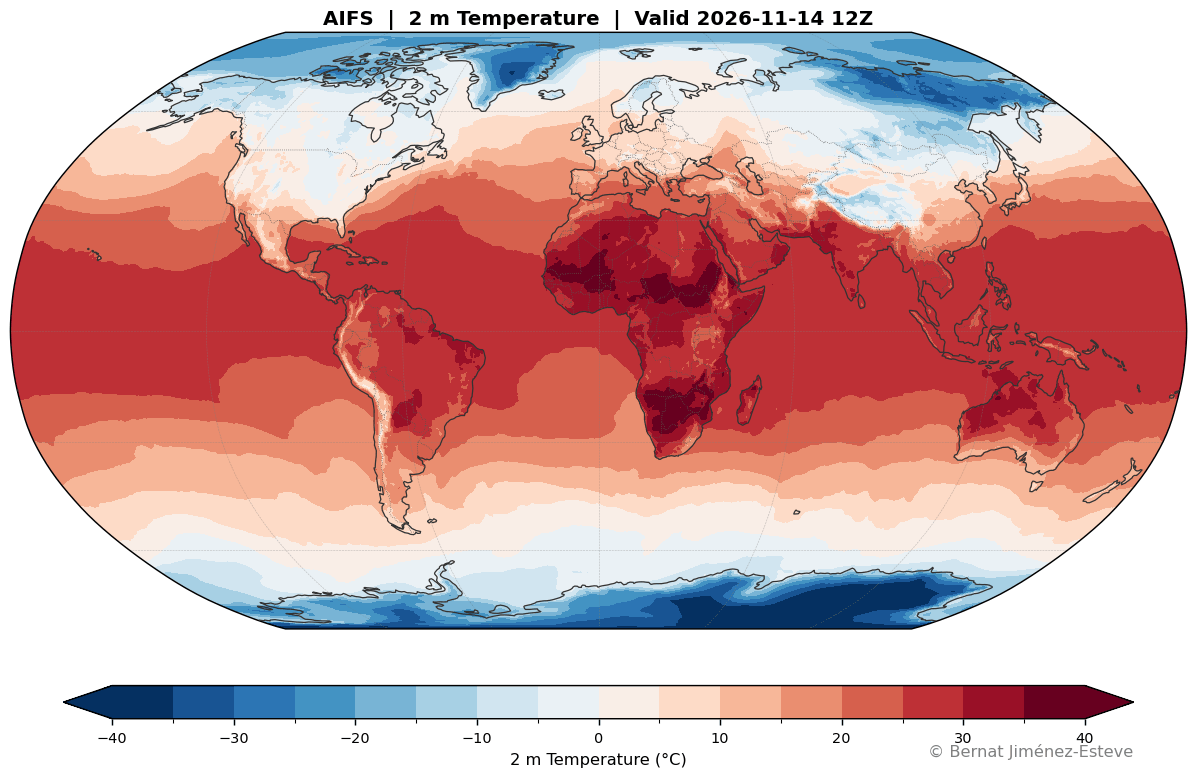 AIFS | 2 m Temperature | Valid 2026-11-14 12Z
−40 −30 −20 −10 0 10 20 30 40
2 m Temperature (°C)
© Bernat Jiménez-Esteve